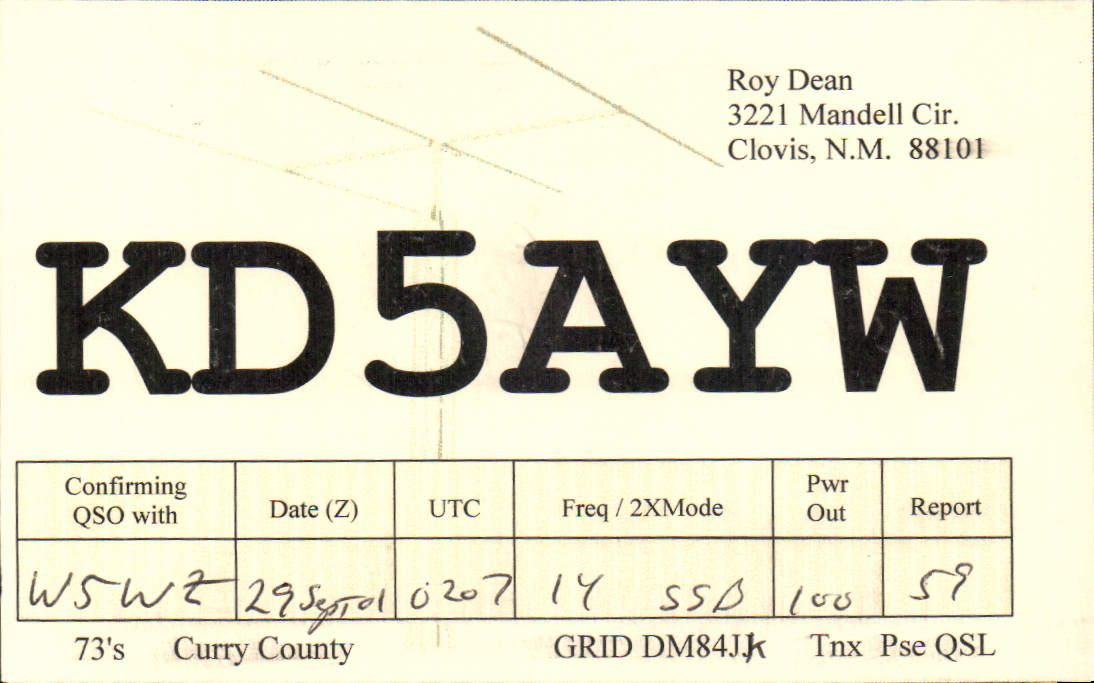 Roy Dean
3221 Mandell Cir.
Clovis, N.M. 88101
KD5AYW
Confirming QSO with Date (Z) UTC Freq / 2XMode Pwr Out Report
W5WZ 29Sept01 0207 14 SSB 100 59
73's Curry County GRID DM84Jk Tnx Pse QSL